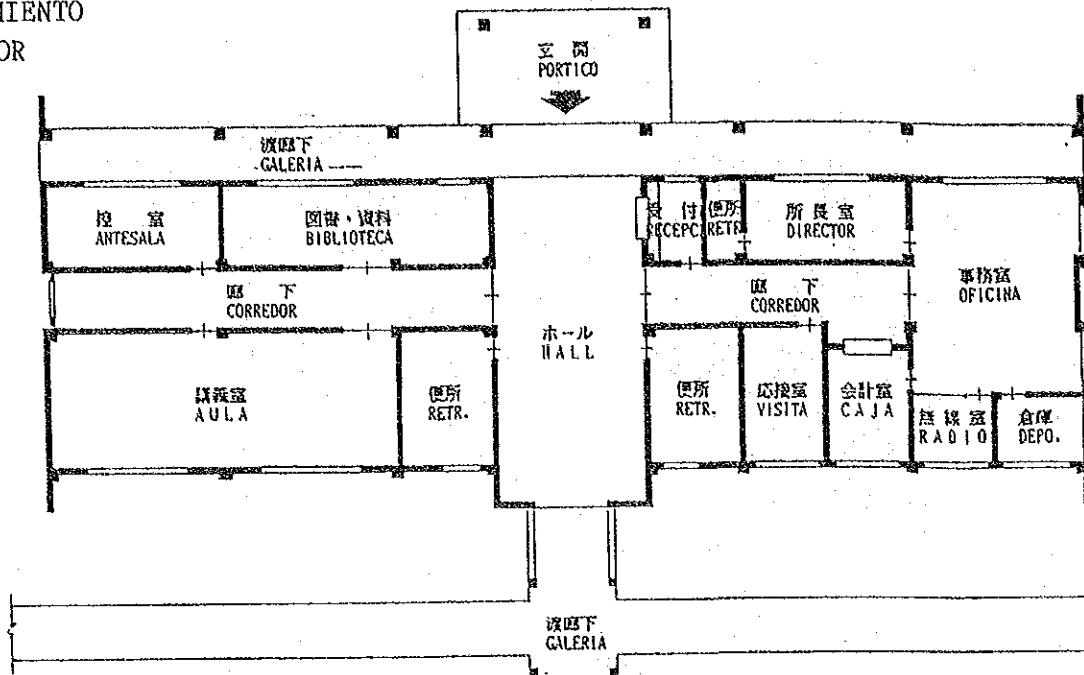 MIENTO
OR
玄関
PORTICO
渡廊下
GALERIA
控室
ANTESALA
図書・資料
BIBLIOTECA
受付
RECEPC
便所
RETR
所長室
DIRECTOR
事務室
OFICINA
廊下
CORREDOR
廊下
CORREDOR
ホール
HALL
講義室
AULA
便所
RETR.
便所
RETR.
応接室
VISITA
会計室
CAJA
無線室
RADIO
倉庫
DEPO.
渡廊下
GALERIA